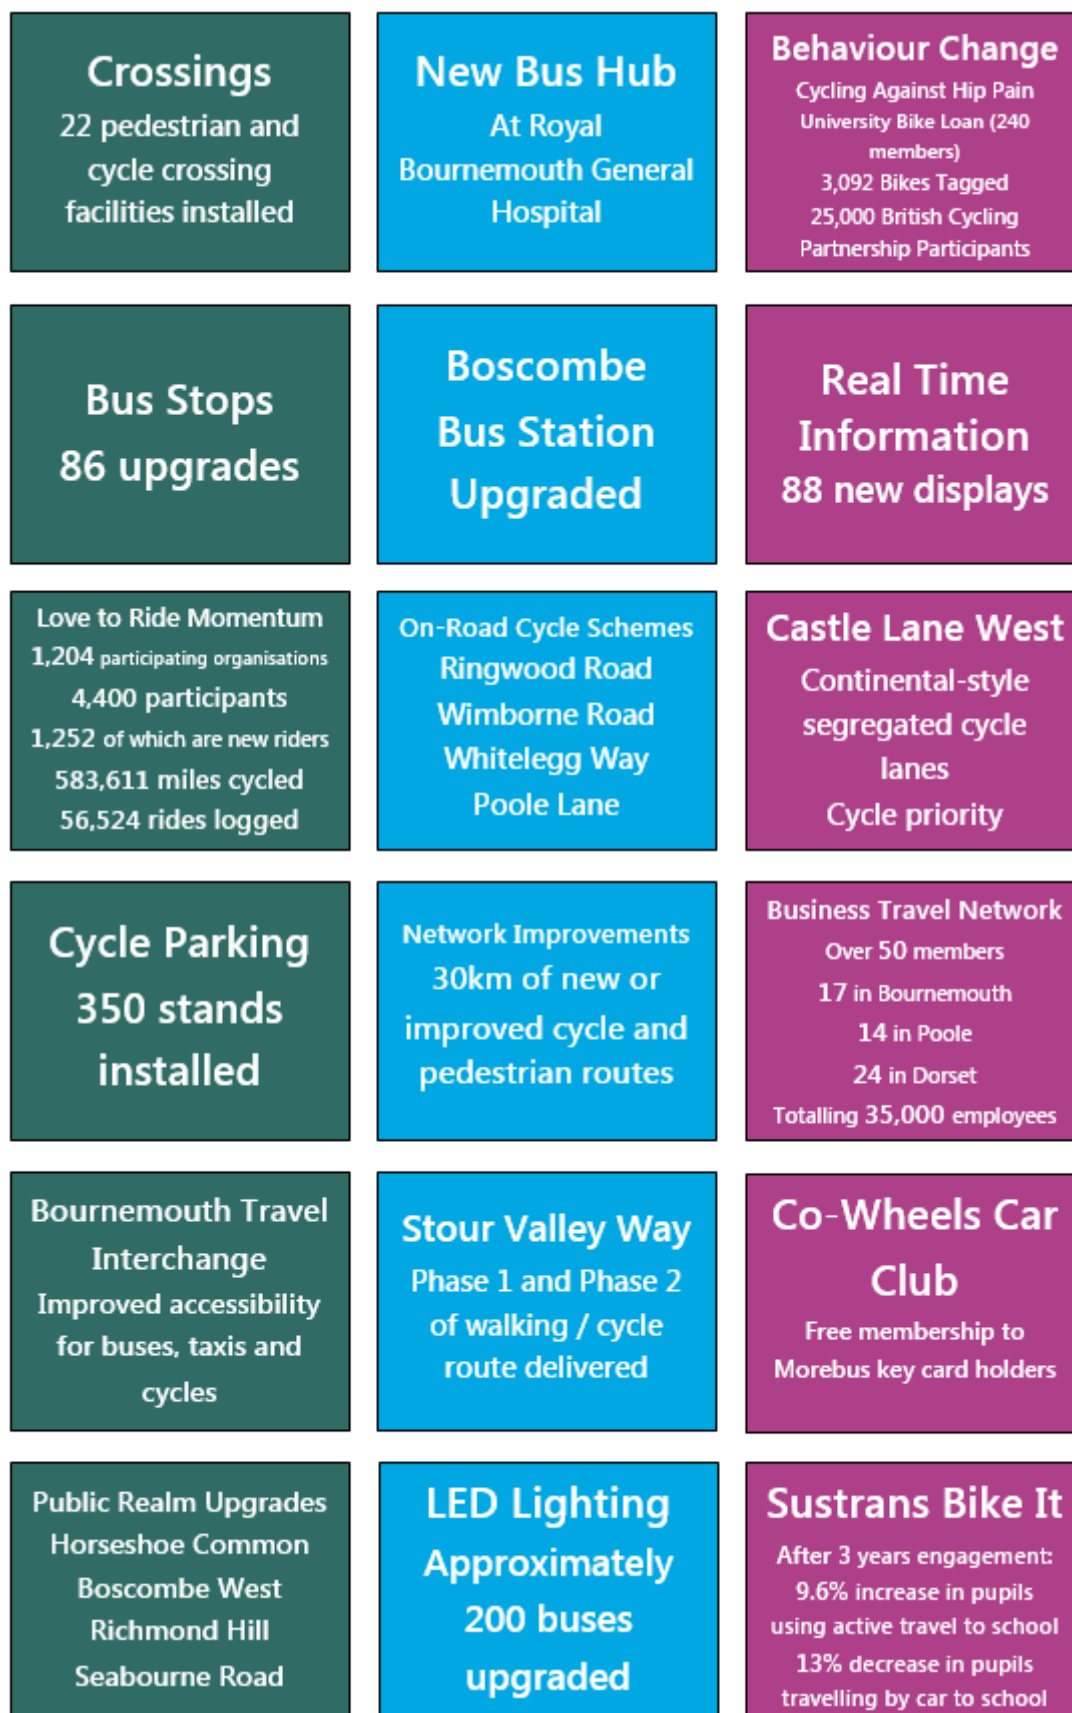 Crossings
22 pedestrian and
cycle crossing
facilities installed
New Bus Hub
At Royal
Bournemouth General
Hospital
Behaviour Change
Cycling Against Hip Pain
University Bike Loan (240
members)
3,092 Bikes Tagged
25,000 British Cycling
Partnership Participants
Bus Stops
86 upgrades
Boscombe
Bus Station
Upgraded
Real Time
Information
88 new displays
Love to Ride Momentum
1,204 participating organisations
4,400 participants
1,252 of which are new riders
583,611 miles cycled
56,524 rides logged
On-Road Cycle Schemes
Ringwood Road
Wimborne Road
Whitelegg Way
Poole Lane
Castle Lane West
Continental-style
segregated cycle
lanes
Cycle priority
Cycle Parking
350 stands
installed
Network Improvements
30km of new or
improved cycle and
pedestrian routes
Business Travel Network
Over 50 members
17 in Bournemouth
14 in Poole
24 in Dorset
Totalling 35,000 employees
Bournemouth Travel
Interchange
Improved accessibility
for buses, taxis and
cycles
Stour Valley Way
Phase 1 and Phase 2
of walking / cycle
route delivered
Co-Wheels Car
Club
Free membership to
Morebus key card holders
Public Realm Upgrades
Horseshoe Common
Boscombe West
Richmond Hill
Seabourne Road
LED Lighting
Approximately
200 buses
upgraded
Sustrans Bike It
After 3 years engagement:
9.6% increase in pupils
using active travel to school
13% decrease in pupils
travelling by car to school